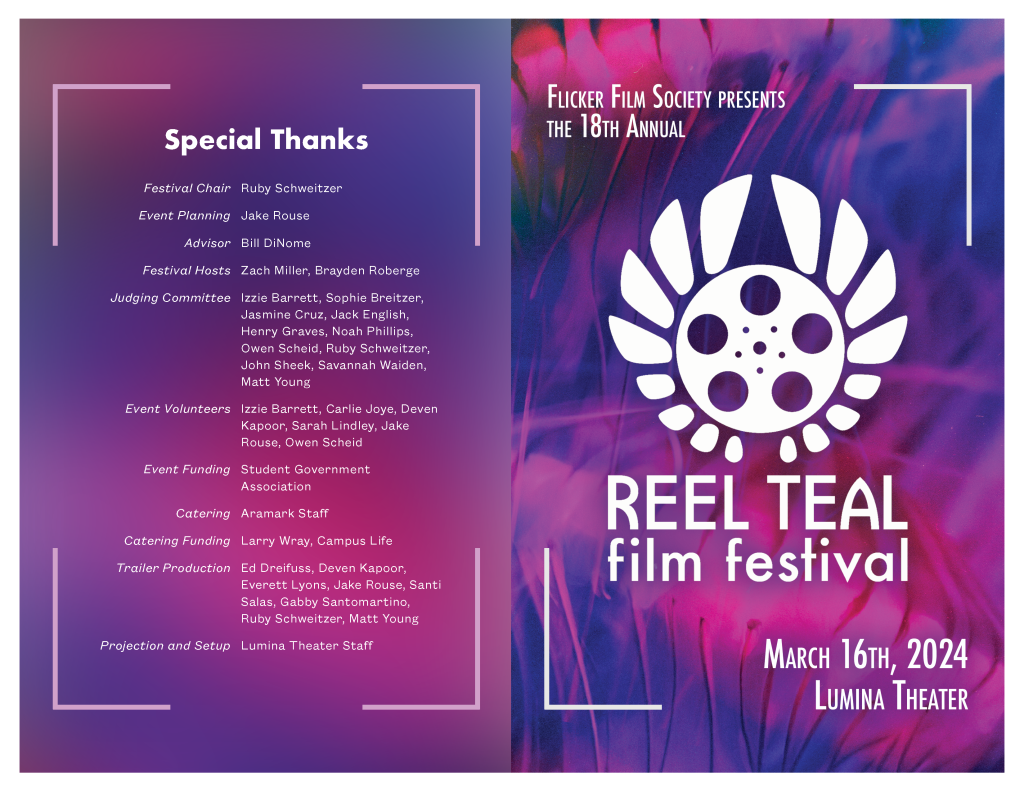 Special Thanks
Festival Chair Ruby Schweitzer
Event Planning Jake Rouse
Advisor Bill DiNome
Festival Hosts Zach Miller, Brayden Roberge
Judging Committee Izzie Barrett, Sophie Breitzer,
Jasmine Cruz, Jack English,
Henry Graves, Noah Phillips,
Owen Scheid, Ruby Schweitzer,
John Sheek, Savannah Waiden,
Matt Young
Event Volunteers Izzie Barrett, Carlie Joye, Deven
Kapoor, Sarah Lindley, Jake
Rouse, Owen Scheid
Event Funding Student Government
Association
Catering Aramark Staff
Catering Funding Larry Wray, Campus Life
Trailer Production Ed Dreifuss, Deven Kapoor,
Everett Lyons, Jake Rouse, Santi
Salas, Gabby Santomartino,
Ruby Schweitzer, Matt Young
Projection and Setup Lumina Theater Staff
Flicker Film Society presents
the 18th Annual
REEL TEAL
film festival
March 16th, 2024
Lumina Theater